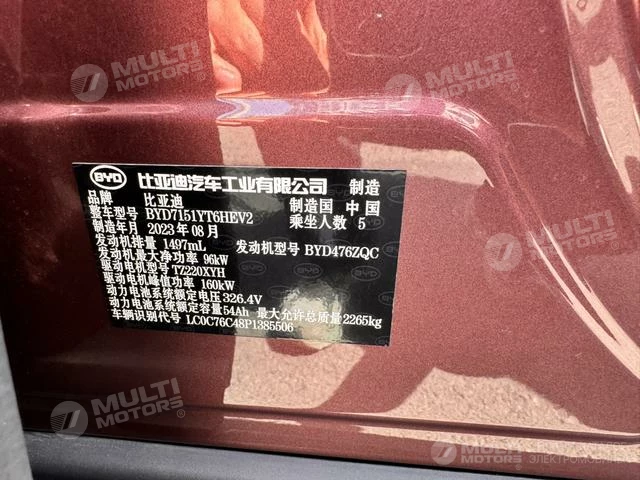 MULTI MOTORS®
MULTI MOTORS®
BYD 比亚迪汽车工业有限公司 制造
品牌 比亚迪 制造国 中国
整车型号 BYD7151YT6HEV2 乘坐人数 5
制造年月 2023年08月
发动机排量 1497mL 发动机型号 BYD476ZQC
发动机最大净功率 96kW
驱动电机型号 TZ220XYH
驱动电机峰值功率 160kW
动力电池系统额定电压 326.4V
动力电池系统额定容量 54Ah 最大允许总质量 2265kg
车辆识别代号 LC0C76C48P1385506
MULTI MOTORS®
MULTI MOTORS ЭЛЕКТРОМОБИЛИ